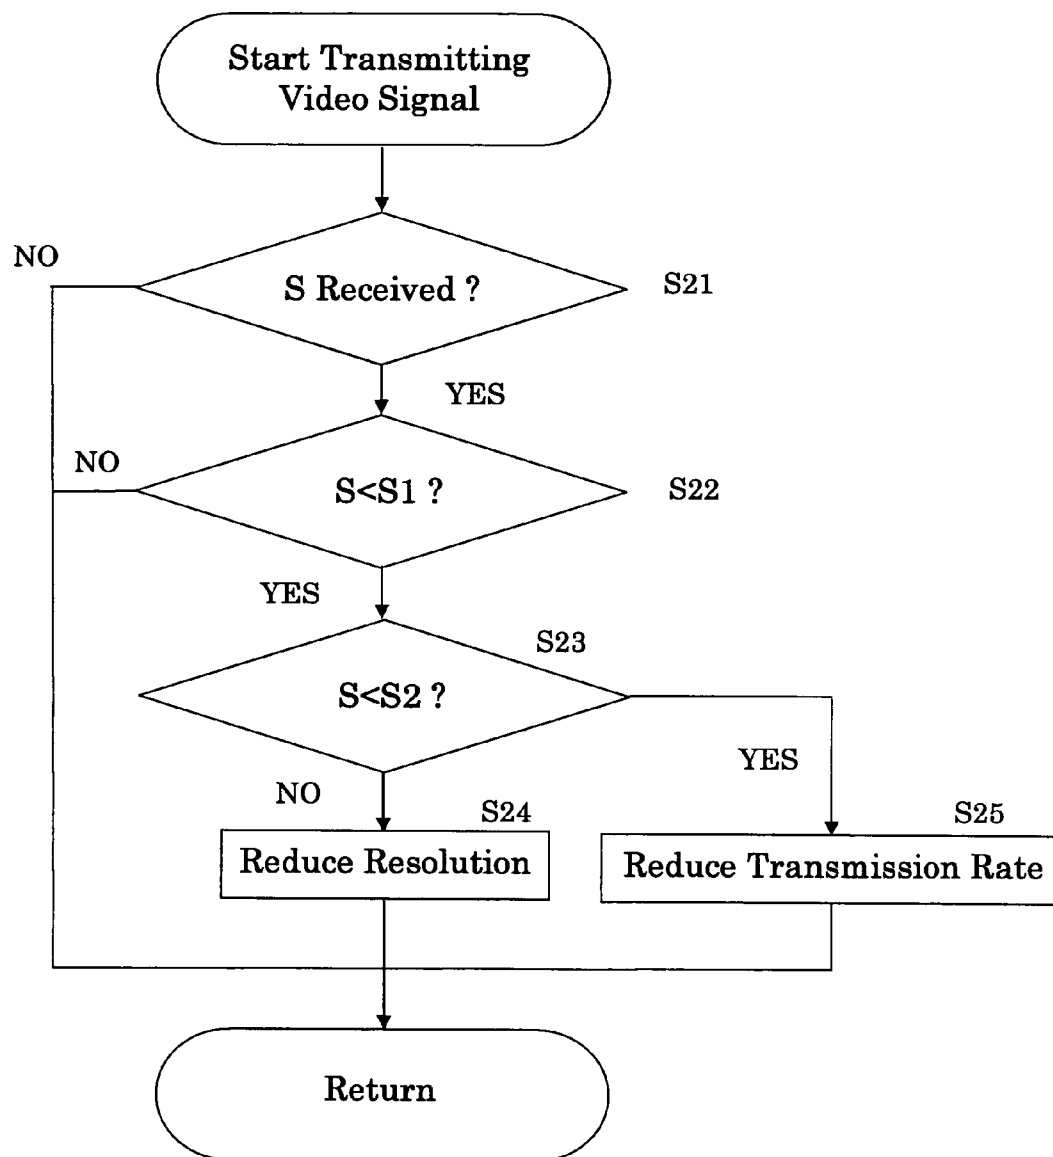 Start Transmitting
Video Signal
NO
S Received ?
S21
YES
NO
S<S1 ?
S22
YES
S23
S<S2 ?
YES
NO
S24
S25
Reduce Resolution
Reduce Transmission Rate
Return